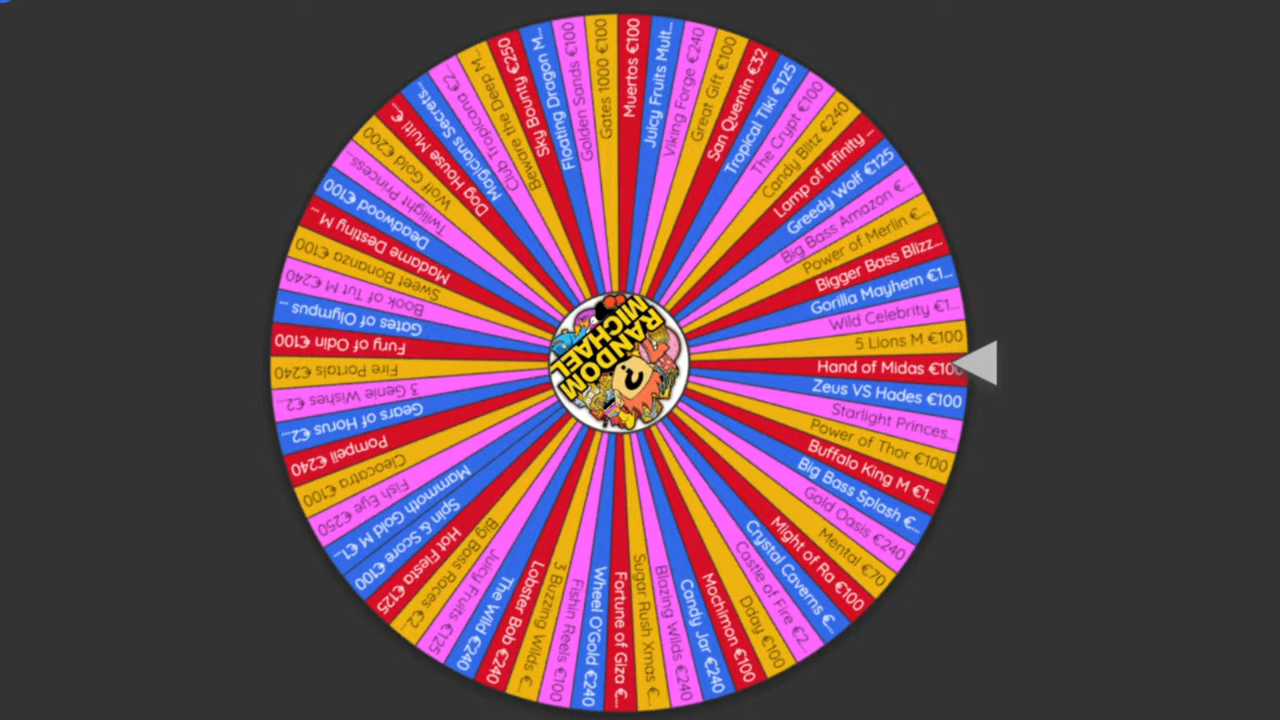 Muertos €100
Juicy Fruits Mult...
Viking Forge €240
Great Gift €100
San Quentin €32
Tropical Tiki €125
The Crypt €100
Candy Blitz €240
Lamp of Infinity ...
Greedy Wolf €125
Big Bass Amazon €...
Power of Merlin €...
Bigger Bass Blizz...
Gorilla Mayhem €1...
Wild Celebrity €1...
5 Lions M €100
Hand of Midas €100
Zeus VS Hades €100
Starlight Princes...
Power of Thor €100
Buffalo King M €1...
Big Bass Splash €...
Gold Oasis €240
Mental €70
Might of Ra €100
Crystal Caverns €...
Castle of Fire €2...
Dday €100
Mochimon €100
Candy Jar €240
Blazing Wilds €240
Sugar Rush Xmas €...
Fortune of Giza €...
Wheel O'Gold €240
Fishin Reels €100
3 Buzzing Wilds €...
Lobster Bob €240
The Wild €240
Juicy Fruits €125
Big Bass Races €2...
Hot Fiesta €125
Spin & Score €100
Mammoth Gold M €1...
Fish Eye €250
Cleocatra €100
Pompeii €240
Gears of Horus €2...
3 Genie Wishes €2...
Fire Portals €240
Fury of Odin €100
Gates of Olympus ...
Book of Tut M €240
Sweet Bonanza €100
Madame Destiny M ...
Deadwood €100
Twilight Princess...
Wolf Gold €200
Dog House Multi €...
Magicians Secrets...
Club Tropicana €2...
Beware the Deep M...
Sky Bounty €250
Floating Dragon M...
Golden Sands €100
Gates 1000 €100
RANDOM
MICHAEL